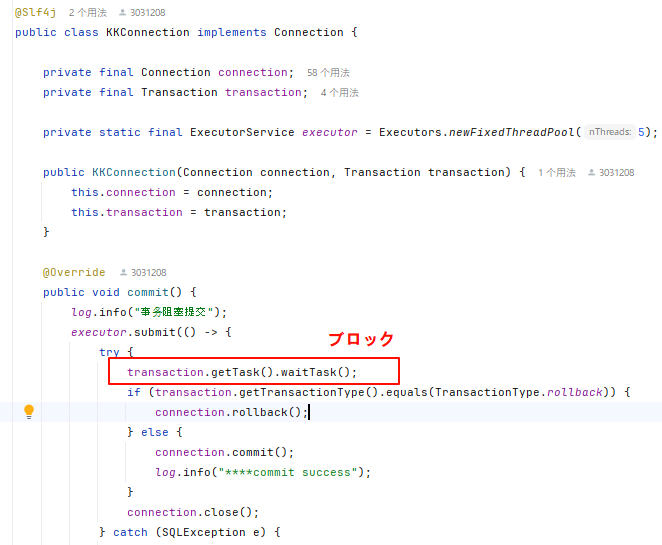 @Slf4j 2 个用法 3031208
public class KKConnection implements Connection {
private final Connection connection; 58 个用法
private final Transaction transaction; 4 个用法
private static final ExecutorService executor = Executors.newFixedThreadPool( nThreads: 5);
public KKConnection(Connection connection, Transaction transaction) { 1 个用法 3031208
this.connection = connection;
this.transaction = transaction;
}
@Override 3031208
public void commit() {
log.info("事务阻塞提交");
executor.submit(() -> {
ブロック
try {
transaction.getTask().waitTask();
if (transaction.getTransactionType().equals(TransactionType.rollback)) {
connection.rollback();
} else {
connection.commit();
log.info("****commit success");
}
connection.close();
} catch (SQLException e) {